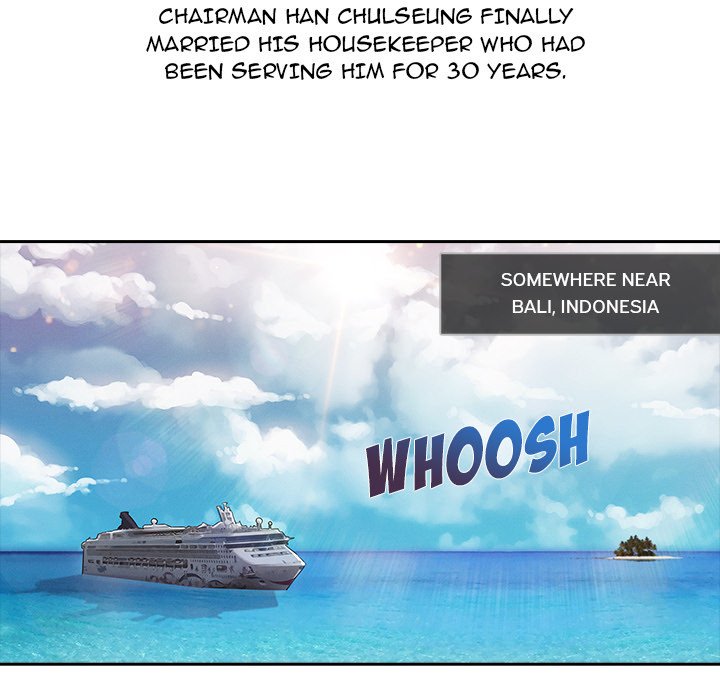 CHAIRMAN HAN CHULSEUNG FINALLY
MARRIED HIS HOUSEKEEPER WHO HAD
BEEN SERVING HIM FOR 30 YEARS.
SOMEWHERE NEAR
BALI, INDONESIA
WHOOSH